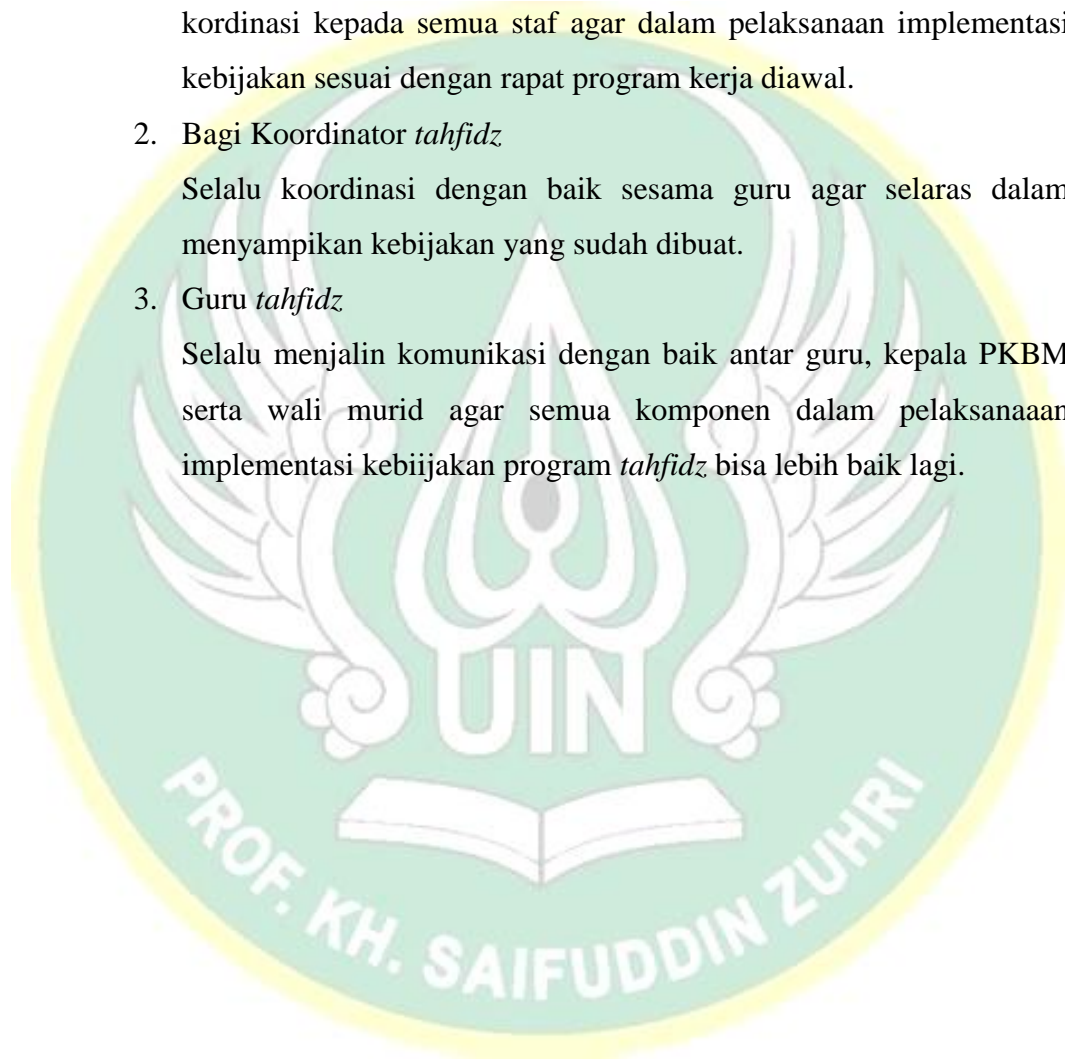 kordinasi kepada semua staf agar dalam pelaksanaan implementasi
kebijakan sesuai dengan rapat program kerja diawal.
2. Bagi Koordinator tahfidz
Selalu koordinasi dengan baik sesama guru agar selaras dalam
menyampikan kebijakan yang sudah dibuat.
3. Guru tahfidz
Selalu menjalin komunikasi dengan baik antar guru, kepala PKBM
serta wali murid agar semua komponen dalam pelaksanaaan
implementasi kebiijakan program tahfidz bisa lebih baik lagi.
UIN
PROF. KH. SAIFUDDIN ZUHRI